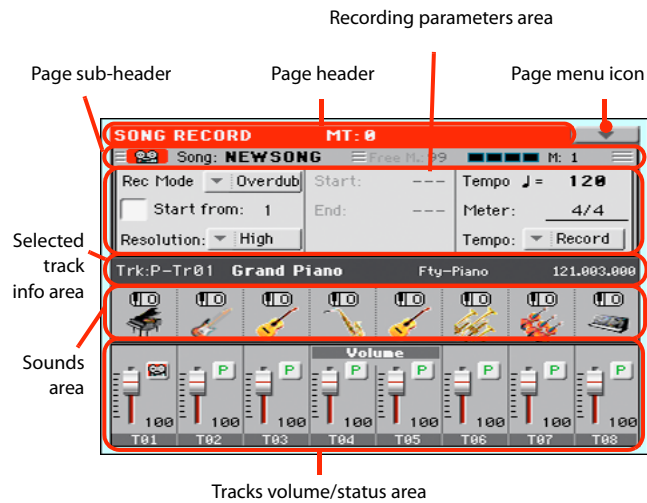 Recording parameters area
Page sub-header
Page header
Page menu icon
SONG RECORD MT: 0
Song: NEWSONG Free M.: 99 M: 1
Rec Mode Overdub Start: --- Tempo ♩= 120
Start from: 1 End: --- Meter: 4/4
Resolution: High Tempo: Record
Selected
track
info area
Trk:P-Tr01 Grand Piano Fty-Piano 121.003.000
Sounds
area
Volume
P P P P P P P
100 100 100 100 100 100 100 100
T01 T02 T03 T04 T05 T06 T07 T08
Tracks volume/status area